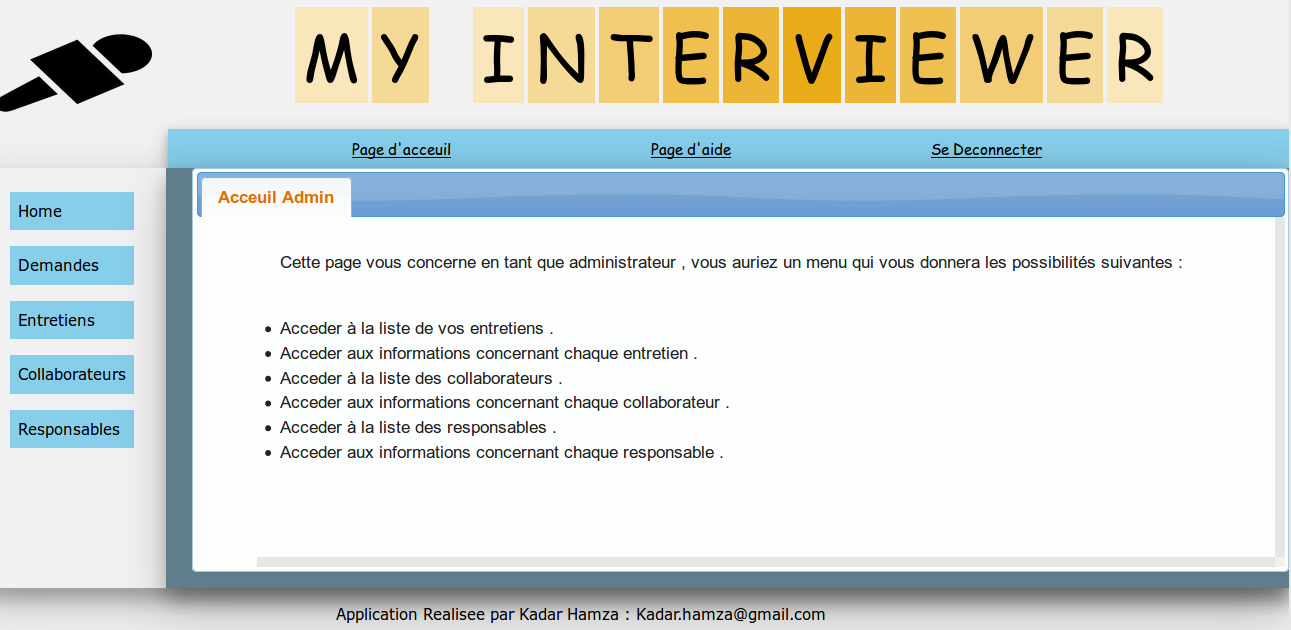 MY INTERVIEWER
Page d'acceuil Page d'aide Se Deconnecter
Home
Demandes
Entretiens
Collaborateurs
Responsables
Acceuil Admin
Cette page vous concerne en tant que administrateur , vous auriez un menu qui vous donnera les possibilités suivantes :
• Acceder à la liste de vos entretiens .
• Acceder aux informations concernant chaque entretien .
• Acceder à la liste des collaborateurs .
• Acceder aux informations concernant chaque collaborateur .
• Acceder à la liste des responsables .
• Acceder aux informations concernant chaque responsable .
Application Realisee par Kadar Hamza : Kadar.hamza@gmail.com